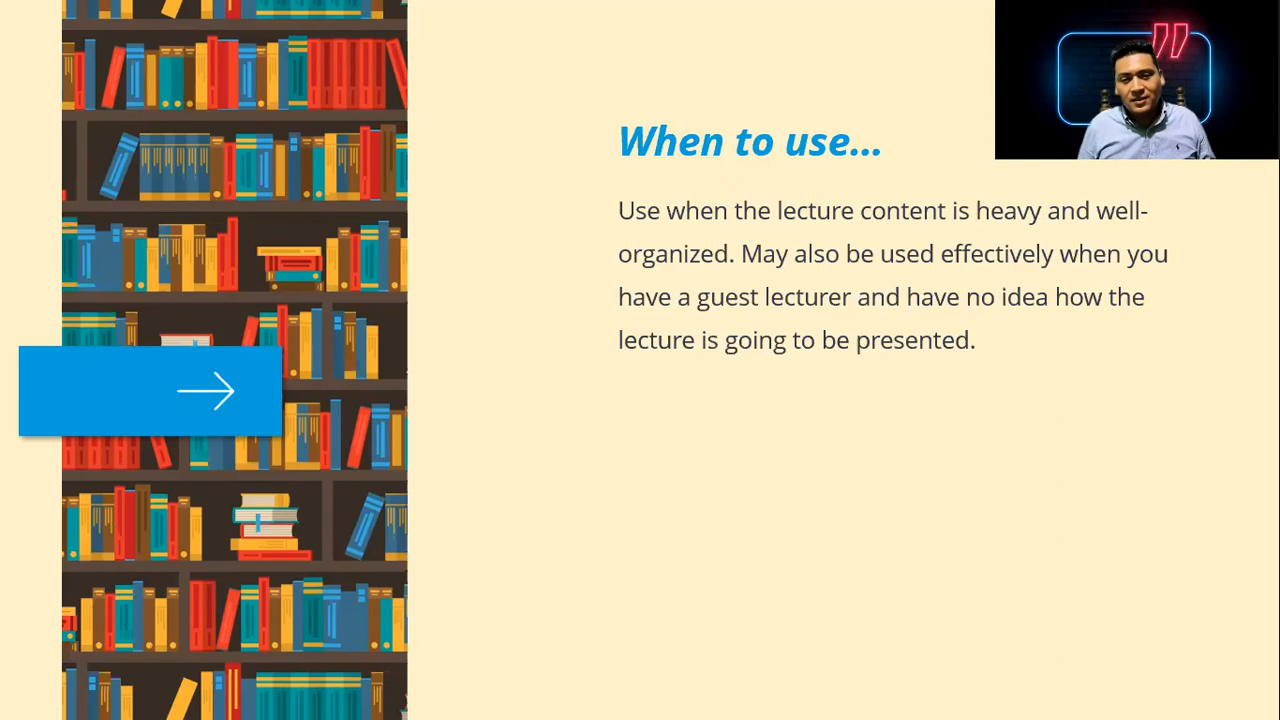 When to use...
Use when the lecture content is heavy and well-
organized. May also be used effectively when you
have a guest lecturer and have no idea how the
lecture is going to be presented.